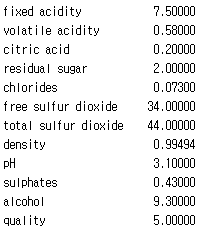 fixed acidity 7.50000
volatile acidity 0.58000
citric acid 0.20000
residual sugar 2.00000
chlorides 0.07300
free sulfur dioxide 34.00000
total sulfur dioxide 44.00000
density 0.99494
pH 3.10000
sulphates 0.43000
alcohol 9.30000
quality 5.00000